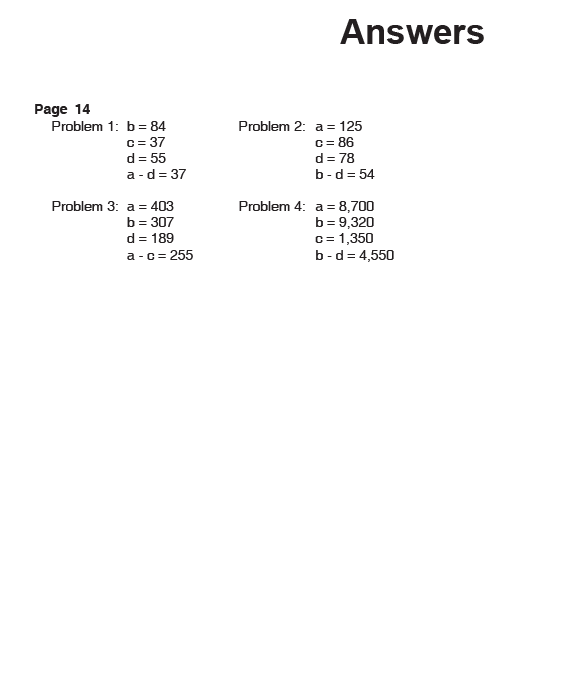 Answers
Page 14
Problem 1: b = 84
c = 37
d = 55
a - d = 37
Problem 2: a = 125
c = 86
d = 78
b - d = 54
Problem 3: a = 403
b = 307
d = 189
a - c = 255
Problem 4: a = 8,700
b = 9,320
c = 1,350
b - d = 4,550